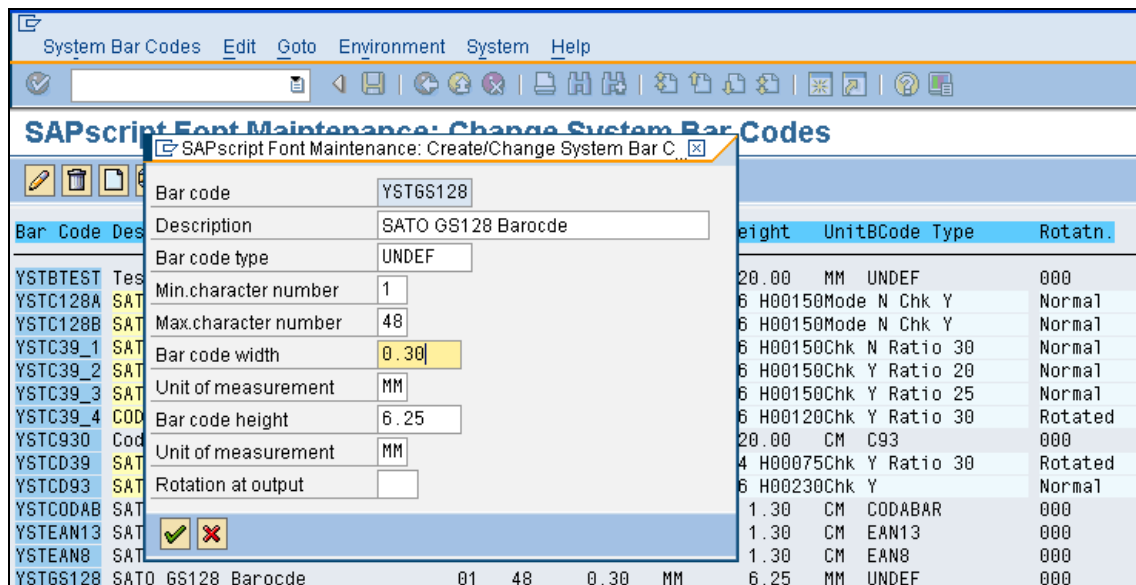 System Bar Codes Edit Goto Environment System Help
SAPscript Font Maintenance: Change System Bar Codes
SAPscript Font Maintenance: Create/Change System Bar C...
Bar code YSTGS128
Description SATO GS128 Barocde
Bar code type UNDEF
Min.character number 1
Max.character number 48
Bar code width 0.30
Unit of measurement MM
Bar code height 6.25
Unit of measurement MM
Rotation at output
Bar Code Des eight UnitBCode Type Rotatn.
YSTBTEST Tes 20.00 MM UNDEF 000
YSTC128A SAT 6 H00150Mode N Chk Y Normal
YSTC128B SAT 6 H00150Mode N Chk Y Normal
YSTC39_1 SAT 6 H00150Chk N Ratio 30 Normal
YSTC39_2 SAT 6 H00150Chk Y Ratio 20 Normal
YSTC39_3 SAT 6 H00150Chk Y Ratio 25 Normal
YSTC39_4 COD 6 H00120Chk Y Ratio 30 Rotated
YSTC930 Cod 20.00 CM C93 000
YSTCD39 SAT 4 H00075Chk Y Ratio 30 Rotated
YSTCD93 SAT 6 H00230Chk Y Normal
YSTCODAB SAT 1.30 CM CODABAR 000
YSTEAN13 SAT 1.30 CM EAN13 000
YSTEAN8 SAT 1.30 CM EAN8 000
YSTGS128 SATO GS128 Barocde 01 48 0.30 MM 6.25 MM UNDEF 000